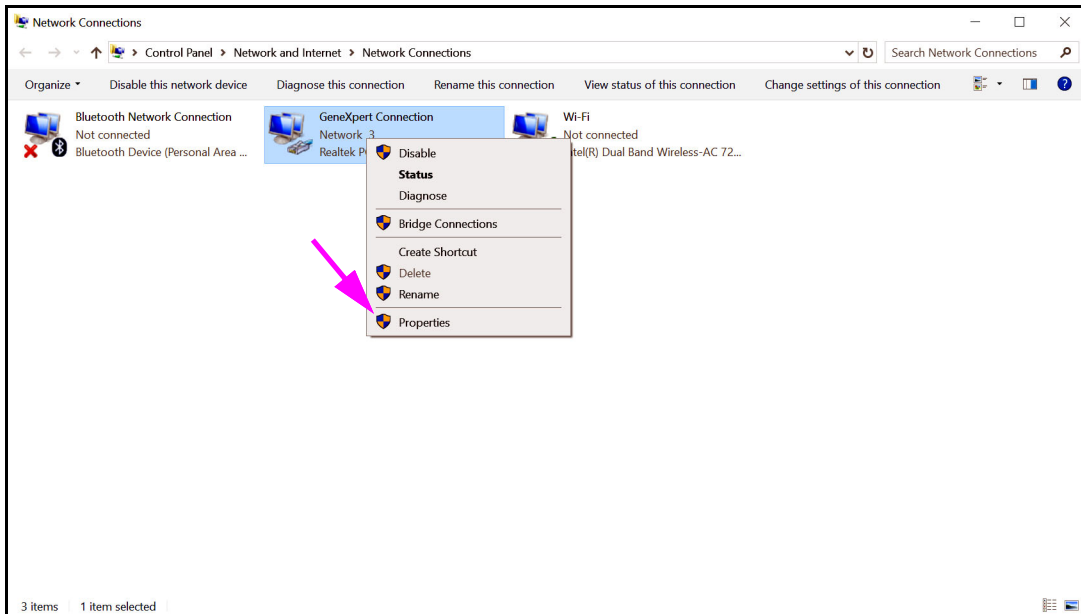 Network Connections
Control Panel > Network and Internet > Network Connections
Search Network Connections
Organize
Disable this network device
Diagnose this connection
Rename this connection
View status of this connection
Change settings of this connection
Bluetooth Network Connection
Not connected
Bluetooth Device (Personal Area ...
GeneXpert Connection
Network 3
Realtek
Wi-Fi
Not connected
Dual Band Wireless-AC 72...
Disable
Status
Diagnose
Bridge Connections
Create Shortcut
Delete
Rename
Properties
3 items
1 item selected